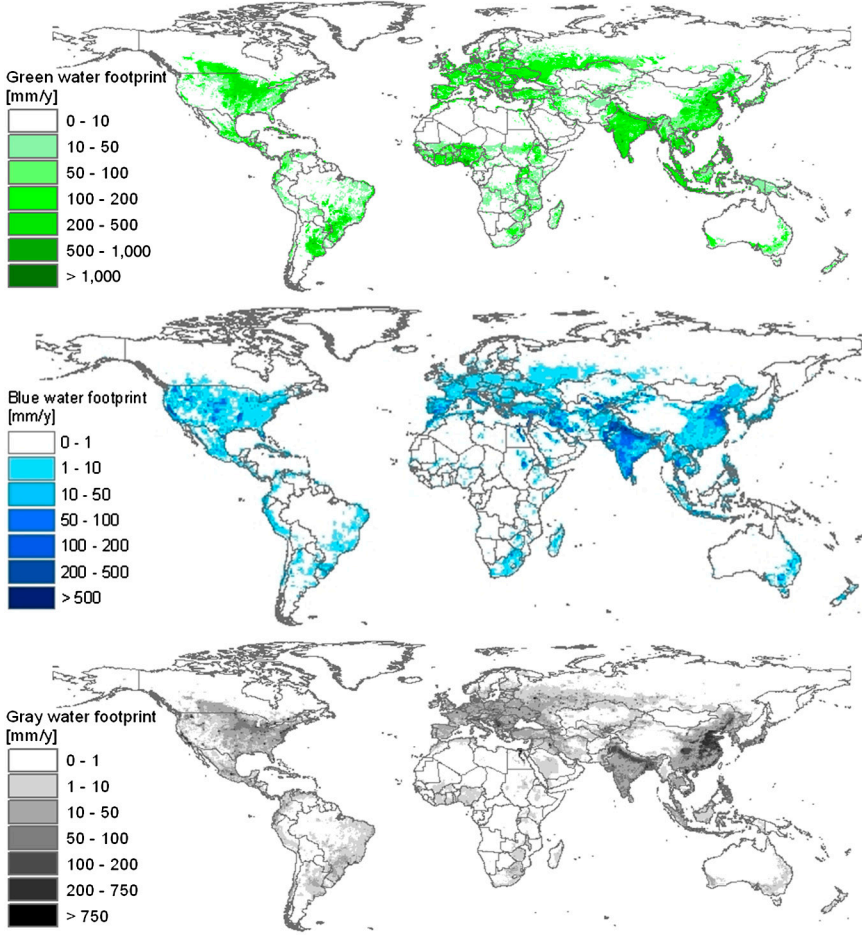 Green water footprint
[mm/y]
0 - 10
10 - 50
50 - 100
100 - 200
200 - 500
500 - 1,000
> 1,000
Blue water footprint
[mm/y]
0 - 1
1 - 10
10 - 50
50 - 100
100 - 200
200 - 500
> 500
Gray water footprint
[mm/y]
0 - 1
1 - 10
10 - 50
50 - 100
100 - 200
200 - 750
> 750